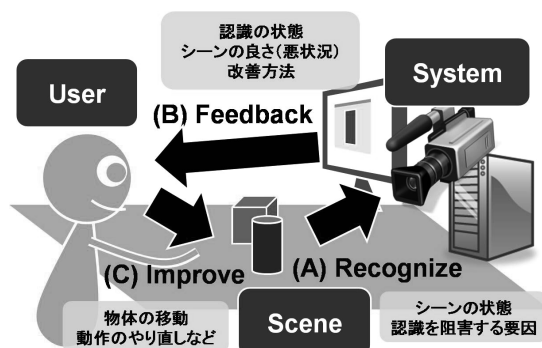 認識の状態
シーンの良さ(悪状況)
改善方法
User
System
(B) Feedback
(C) Improve
(A) Recognize
物体の移動
動作のやり直しなど
Scene
シーンの状態
認識を阻害する要因